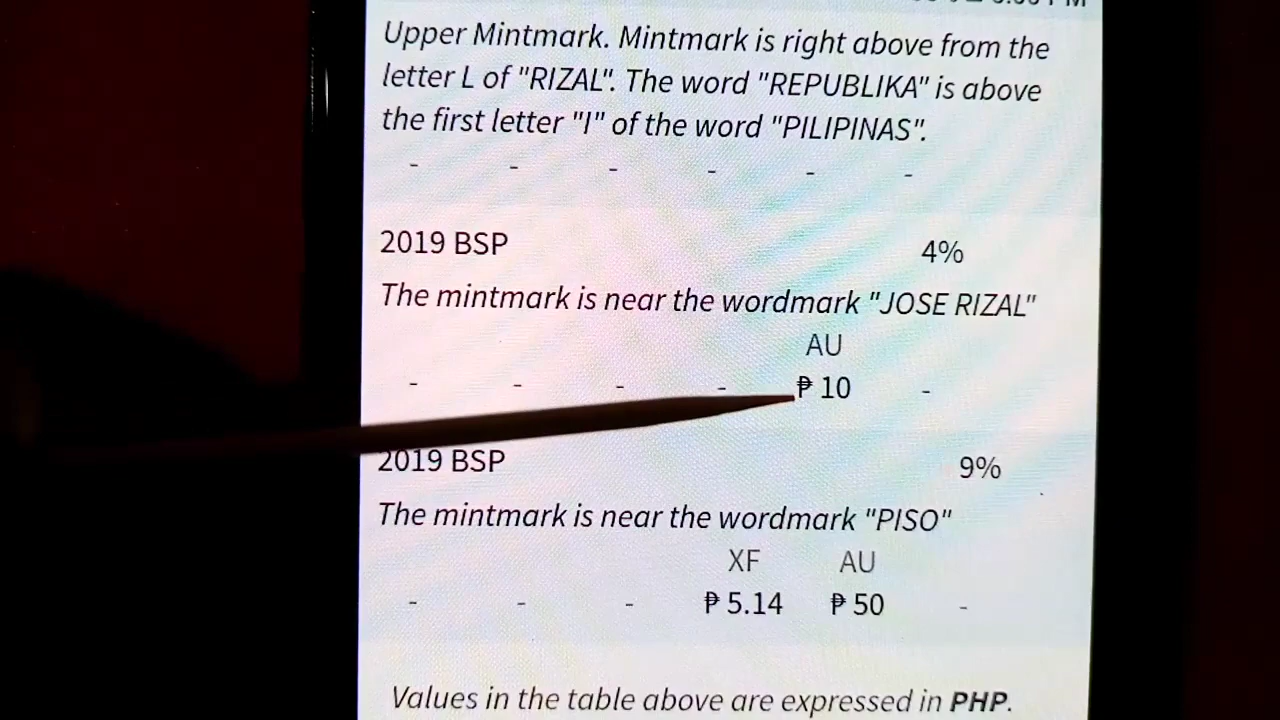 Upper Mintmark. Mintmark is right above from the
letter L of "RIZAL". The word "REPUBLIKA" is above
the first letter "I" of the word "PILIPINAS".
- - - - - -
2019 BSP 4%
The mintmark is near the wordmark "JOSE RIZAL"
AU
- - - - ₱ 10 -
2019 BSP 9%
The mintmark is near the wordmark "PISO"
XF AU
- - - ₱ 5.14 ₱ 50 -
Values in the table above are expressed in PHP.